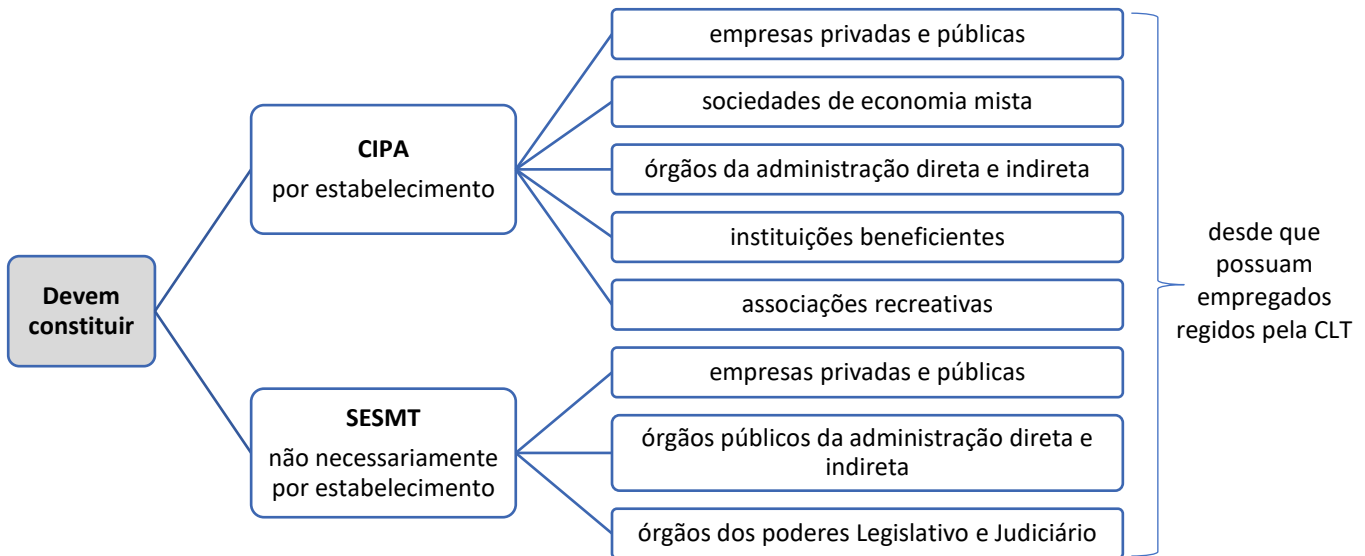 Devem
constituir
CIPA
por estabelecimento
empresas privadas e públicas
sociedades de economia mista
órgãos da administração direta e indireta
instituições beneficientes
associações recreativas
SESMT
não necessariamente
por estabelecimento
empresas privadas e públicas
órgãos públicos da administração direta e
indireta
órgãos dos poderes Legislativo e Judiciário
desde que
possuam
empregados
regidos pela CLT